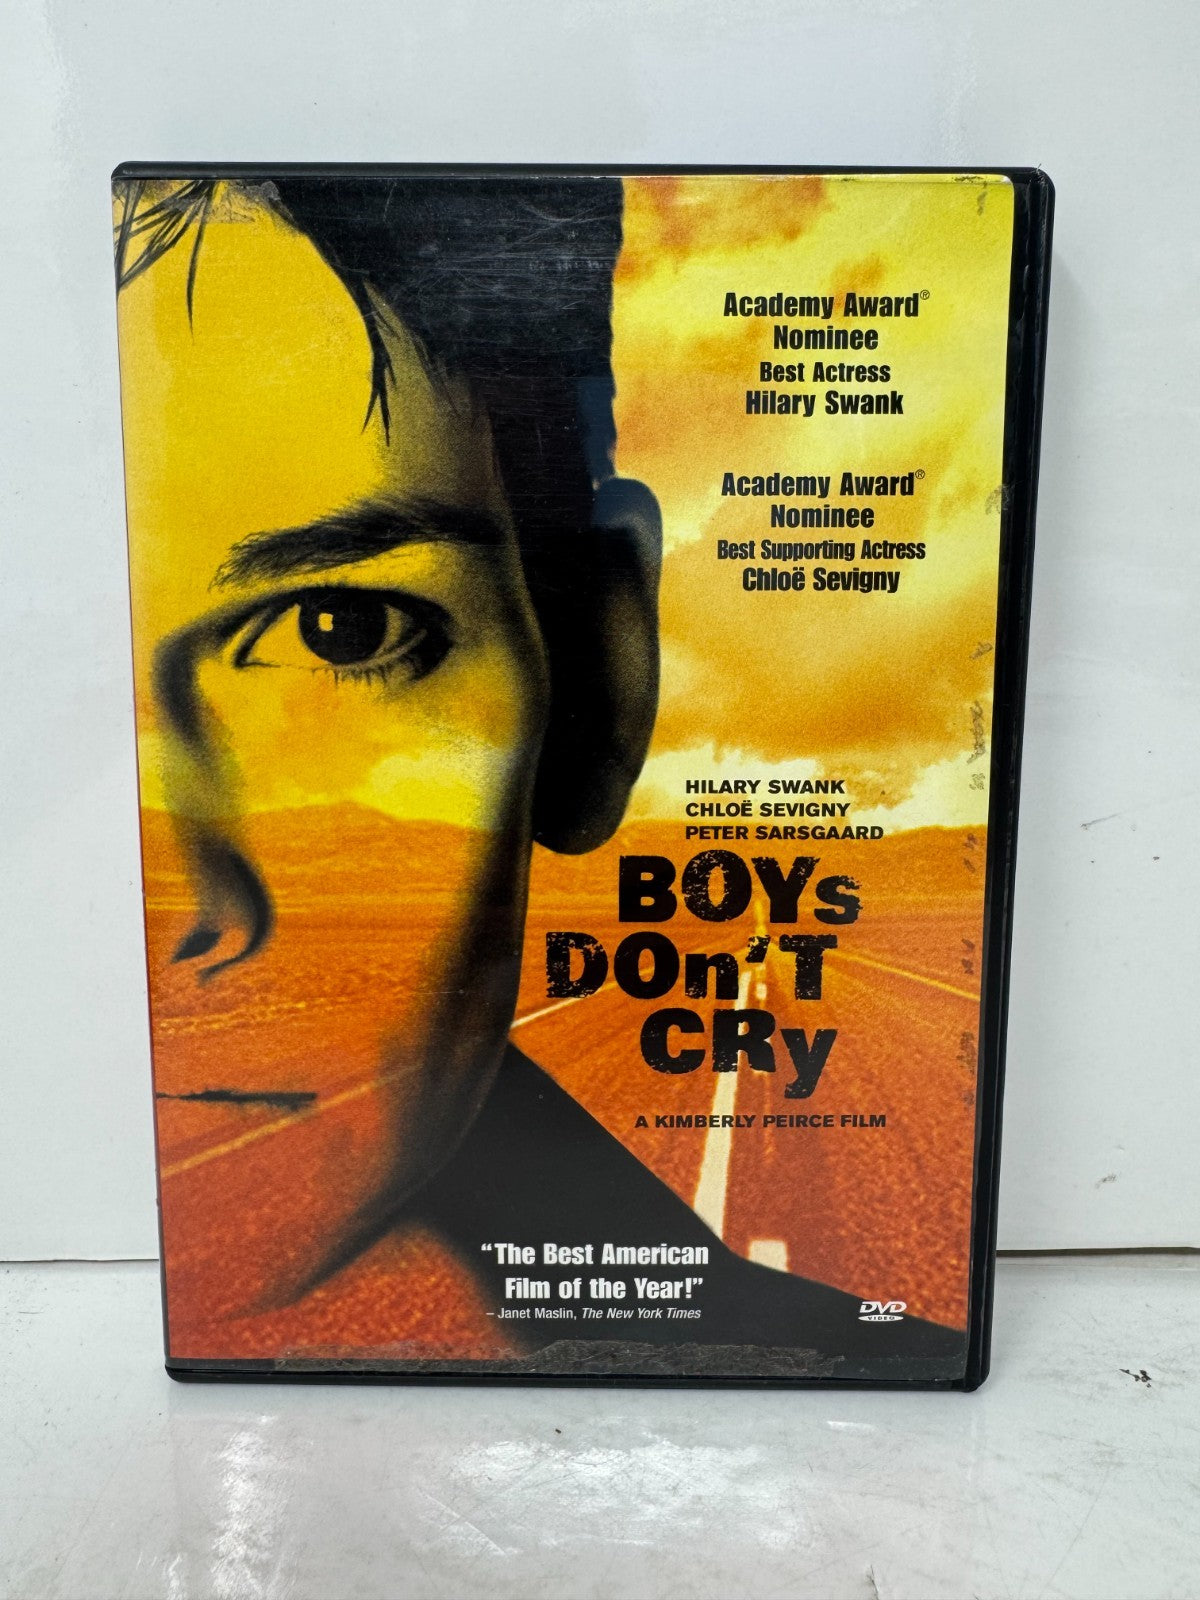 Academy Award®
Nominee
Best Actress
Hilary Swank
Academy Award®
Nominee
Best Supporting Actress
Chloë Sevigny
HILARY SWANK
CHLOË SEVIGNY
PETER SARSGAARD
BOYs
DOn'T
CRy
A KIMBERLY PEIRCE FILM
"The Best American
Film of the Year!"
– Janet Maslin, The New York Times
DVD
VIDEO